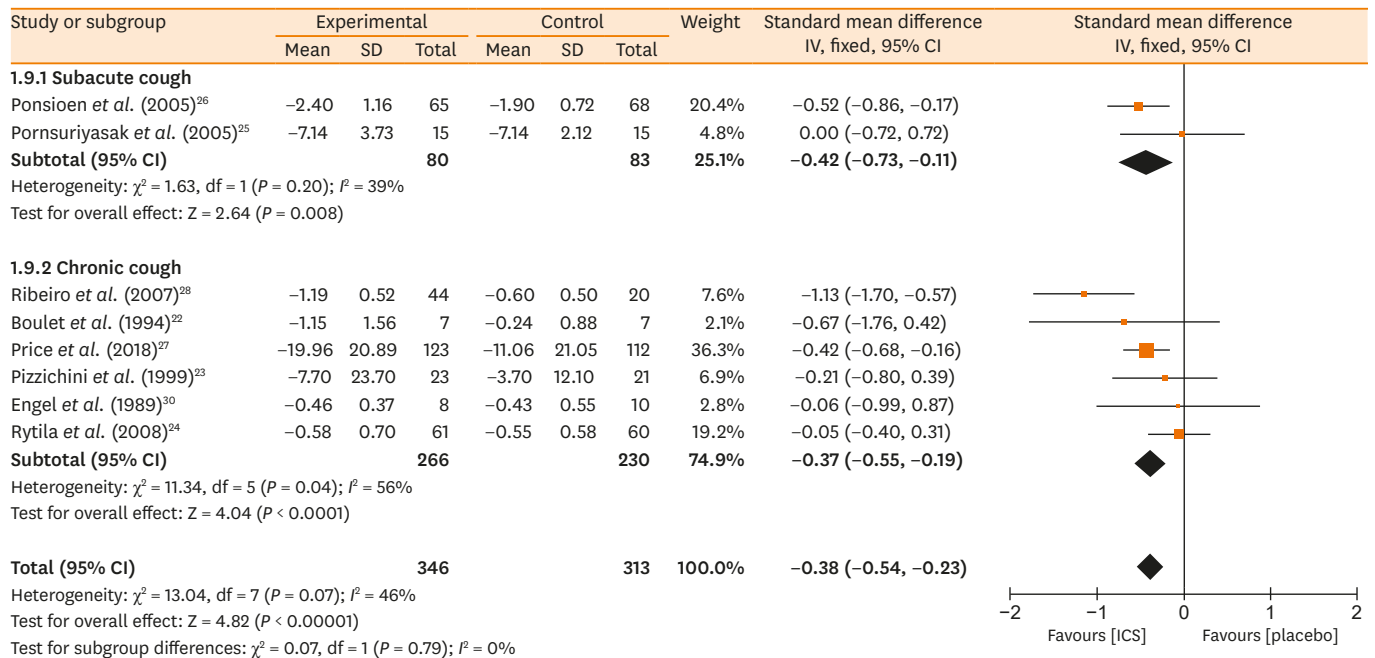 Study or subgroup Experimental Control Weight Standard mean difference Standard mean difference
Mean SD Total Mean SD Total IV, fixed, 95% CI IV, fixed, 95% CI
1.9.1 Subacute cough
Ponsioen et al. (2005)²⁶ −2.40 1.16 65 −1.90 0.72 68 20.4% −0.52 (−0.86, −0.17)
Pornsuriyasak et al. (2005)²⁵ −7.14 3.73 15 −7.14 2.12 15 4.8% 0.00 (−0.72, 0.72)
Subtotal (95% CI) 80 83 25.1% −0.42 (−0.73, −0.11)
Heterogeneity: χ² = 1.63, df = 1 (P = 0.20); I² = 39%
Test for overall effect: Z = 2.64 (P = 0.008)
1.9.2 Chronic cough
Ribeiro et al. (2007)²⁸ −1.19 0.52 44 −0.60 0.50 20 7.6% −1.13 (−1.70, −0.57)
Boulet et al. (1994)²² −1.15 1.56 7 −0.24 0.88 7 2.1% −0.67 (−1.76, 0.42)
Price et al. (2018)²⁷ −19.96 20.89 123 −11.06 21.05 112 36.3% −0.42 (−0.68, −0.16)
Pizzichini et al. (1999)²³ −7.70 23.70 23 −3.70 12.10 21 6.9% −0.21 (−0.80, 0.39)
Engel et al. (1989)³⁰ −0.46 0.37 8 −0.43 0.55 10 2.8% −0.06 (−0.99, 0.87)
Rytila et al. (2008)²⁴ −0.58 0.70 61 −0.55 0.58 60 19.2% −0.05 (−0.40, 0.31)
Subtotal (95% CI) 266 230 74.9% −0.37 (−0.55, −0.19)
Heterogeneity: χ² = 11.34, df = 5 (P = 0.04); I² = 56%
Test for overall effect: Z = 4.04 (P < 0.0001)
Total (95% CI) 346 313 100.0% −0.38 (−0.54, −0.23)
Heterogeneity: χ² = 13.04, df = 7 (P = 0.07); I² = 46%
Test for overall effect: Z = 4.82 (P < 0.00001)
Test for subgroup differences: χ² = 0.07, df = 1 (P = 0.79); I² = 0%
−2 −1 0 1 2
Favours [ICS] Favours [placebo]